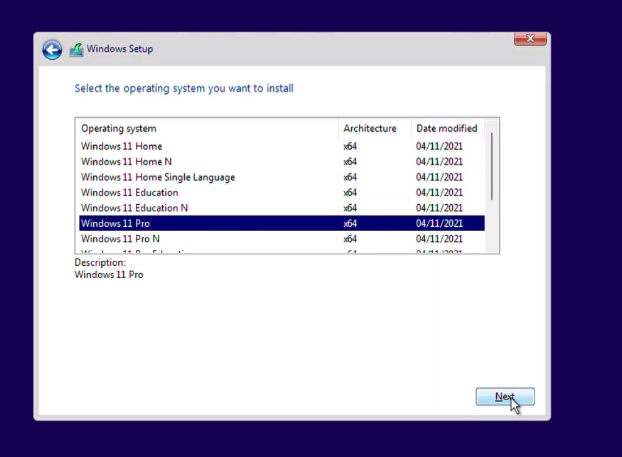 Windows Setup
Select the operating system you want to install
Operating system Architecture Date modified
Windows 11 Home x64 04/11/2021
Windows 11 Home N x64 04/11/2021
Windows 11 Home Single Language x64 04/11/2021
Windows 11 Education x64 04/11/2021
Windows 11 Education N x64 04/11/2021
Windows 11 Pro x64 04/11/2021
Windows 11 Pro N x64 04/11/2021
Description:
Windows 11 Pro
Next